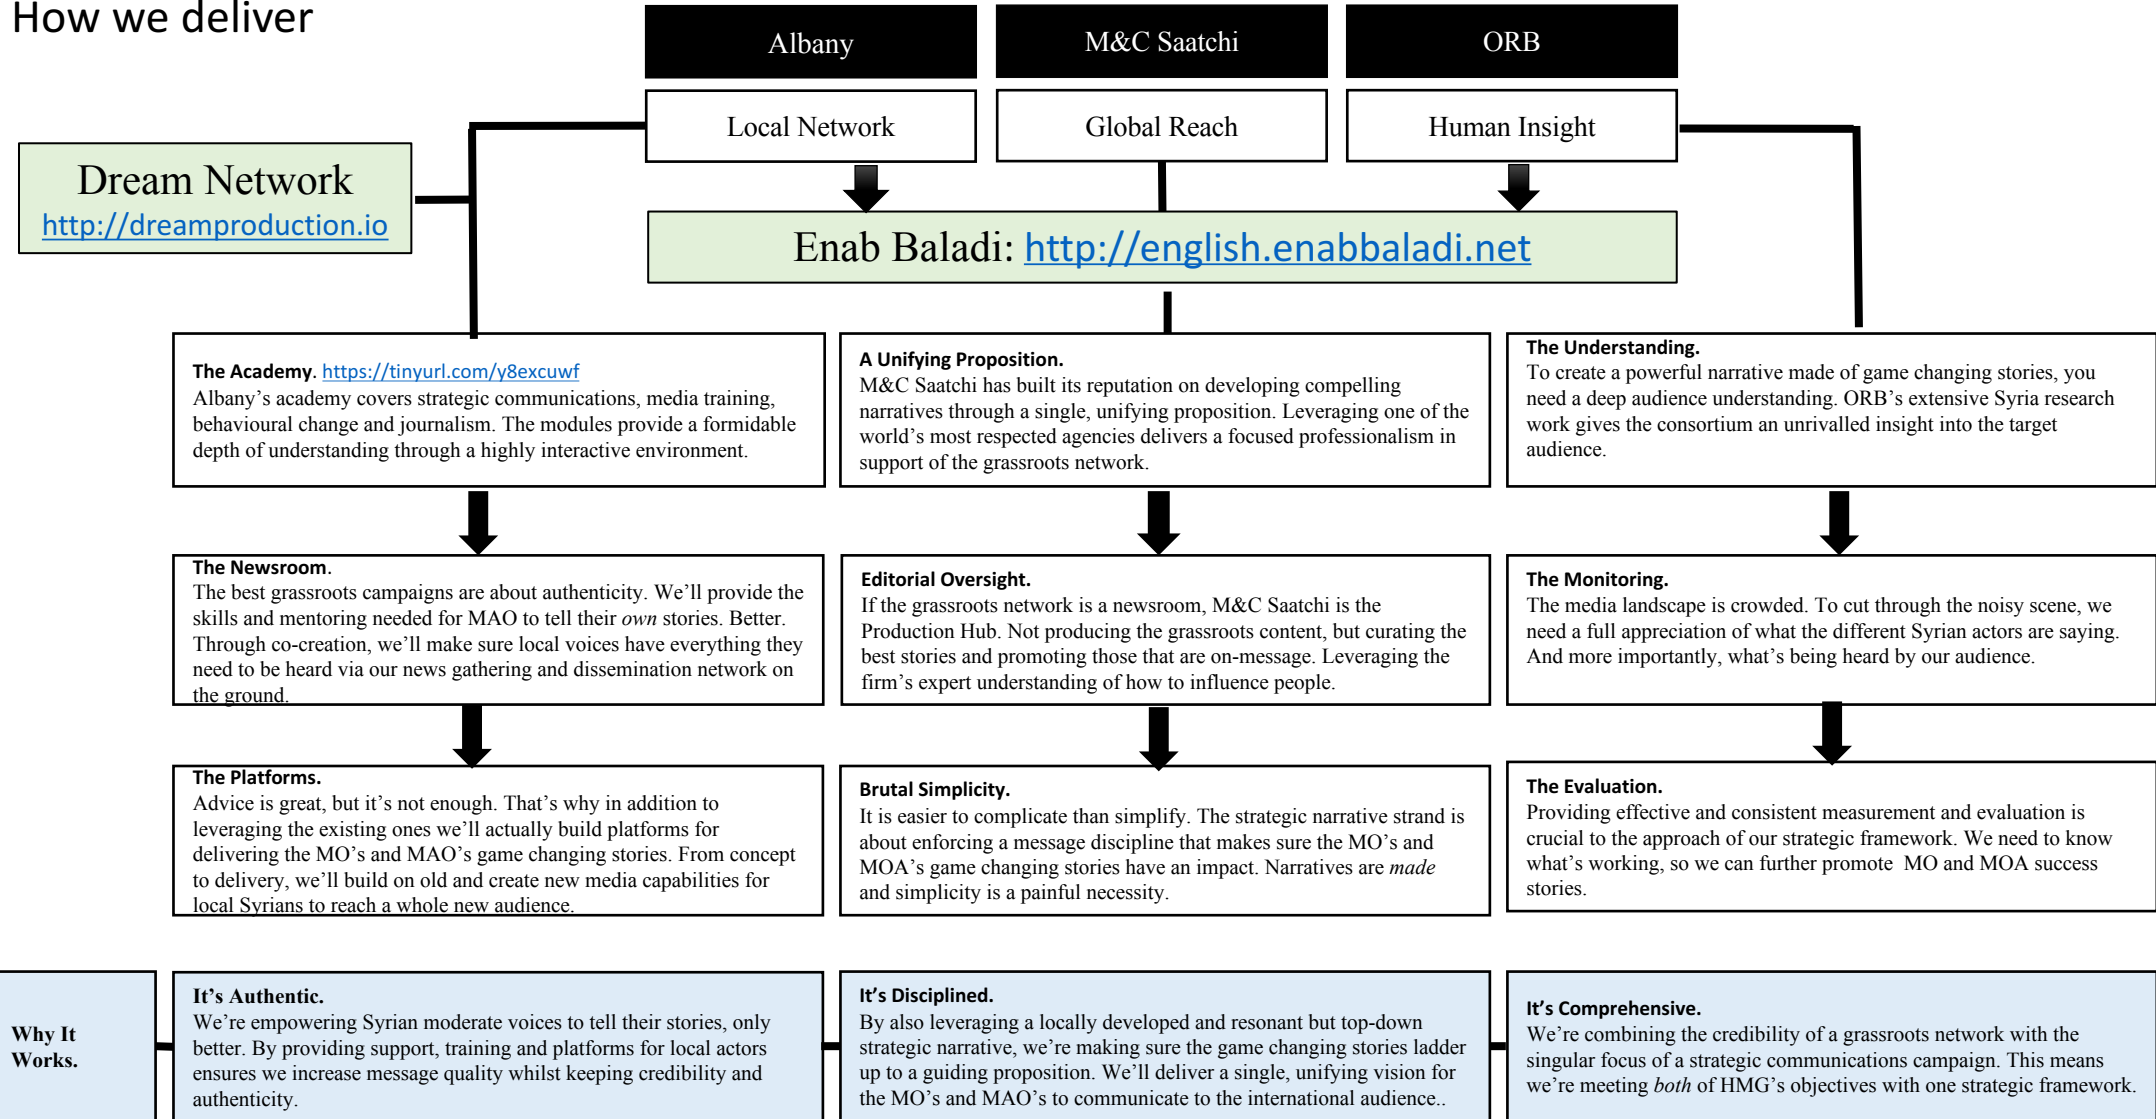 How we deliver
Albany
M&C Saatchi
ORB
Local Network
Global Reach
Human Insight
Dream Network
http://dreamproduction.io
Enab Baladi: http://english.enabbaladi.net
The Academy. https://tinyurl.com/y8excuwf
Albany’s academy covers strategic communications, media training,
behavioural change and journalism. The modules provide a formidable
depth of understanding through a highly interactive environment.
A Unifying Proposition.
M&C Saatchi has built its reputation on developing compelling
narratives through a single, unifying proposition. Leveraging one of the
world’s most respected agencies delivers a focused professionalism in
support of the grassroots network.
The Understanding.
To create a powerful narrative made of game changing stories, you
need a deep audience understanding. ORB’s extensive Syria research
work gives the consortium an unrivalled insight into the target
audience.
The Newsroom.
The best grassroots campaigns are about authenticity. We’ll provide the
skills and mentoring needed for MAO to tell their own stories. Better.
Through co-creation, we’ll make sure local voices have everything they
need to be heard via our news gathering and dissemination network on
the ground.
Editorial Oversight.
If the grassroots network is a newsroom, M&C Saatchi is the
Production Hub. Not producing the grassroots content, but curating the
best stories and promoting those that are on-message. Leveraging the
firm’s expert understanding of how to influence people.
The Monitoring.
The media landscape is crowded. To cut through the noisy scene, we
need a full appreciation of what the different Syrian actors are saying.
And more importantly, what’s being heard by our audience.
The Platforms.
Advice is great, but it’s not enough. That’s why in addition to
leveraging the existing ones we’ll actually build platforms for
delivering the MO’s and MAO’s game changing stories. From concept
to delivery, we’ll build on old and create new media capabilities for
local Syrians to reach a whole new audience.
Brutal Simplicity.
It is easier to complicate than simplify. The strategic narrative strand is
about enforcing a message discipline that makes sure the MO’s and
MOA’s game changing stories have an impact. Narratives are made
and simplicity is a painful necessity.
The Evaluation.
Providing effective and consistent measurement and evaluation is
crucial to the approach of our strategic framework. We need to know
what’s working, so we can further promote MO and MOA success
stories.
Why It
Works.
It’s Authentic.
We’re empowering Syrian moderate voices to tell their stories, only
better. By providing support, training and platforms for local actors
ensures we increase message quality whilst keeping credibility and
authenticity.
It’s Disciplined.
By also leveraging a locally developed and resonant but top-down
strategic narrative, we’re making sure the game changing stories ladder
up to a guiding proposition. We’ll deliver a single, unifying vision for
the MO’s and MAO’s to communicate to the international audience..
It’s Comprehensive.
We’re combining the credibility of a grassroots network with the
singular focus of a strategic communications campaign. This means
we’re meeting both of HMG’s objectives with one strategic framework.